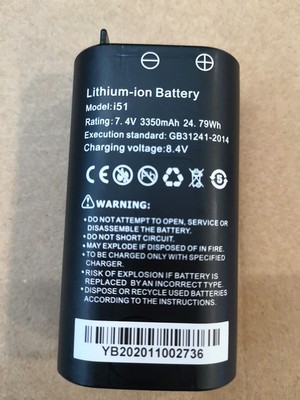 Lithium-ion Battery
Model:i51
Rating: 7.4V 3350mAh 24.79Wh
Execution standard: GB31241-2014
Charging voltage:8.4V
WARNING:
• DO NOT ATTEMPT TO OPEN, SERVICE OR
DISASSEMBLE THE BATTERY.
• DO NOT SHORT CIRCUIT.
• MAY EXPLODE IF DISPOSED OF IN FIRE.
• TO BE CHARGED ONLY WITH CHARGER
SPECIFIED
• RISK OF EXPLOSION IF BATTERY IS
REPLACED BY AN INCORRECT TYPE.
• DISPOSE OR RECYCLE USED BATTERIES
ACCORDING TO THE INSTRUCTIONS.
YB202011002736